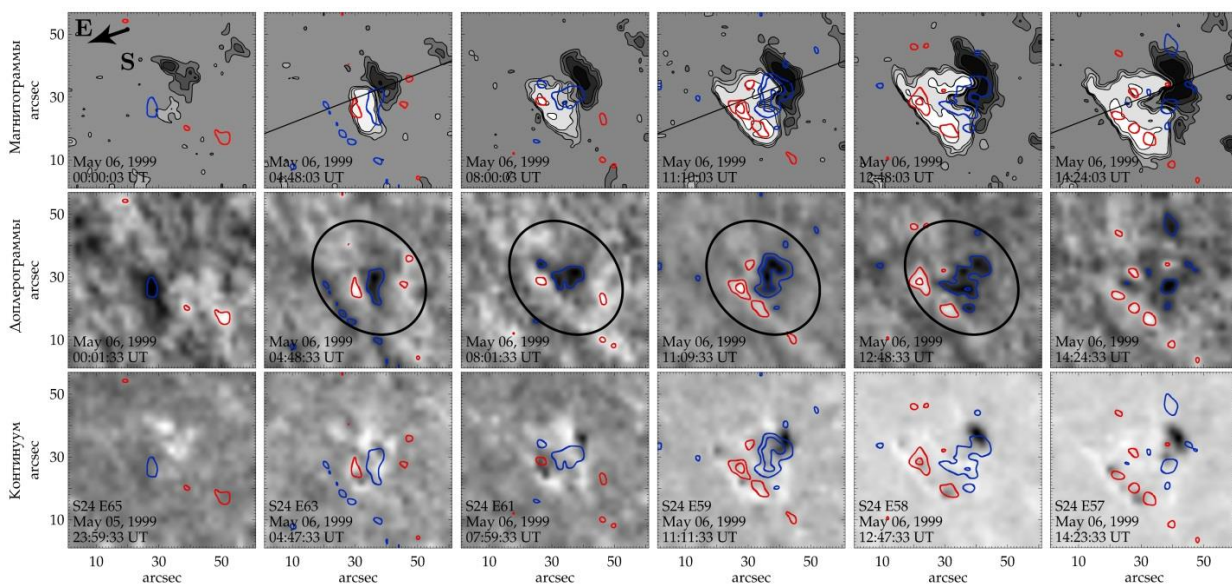 Магнитограммы
arcsec
50
30
10
E
S
May 06, 1999
00:00:03 UT
May 06, 1999
04:48:03 UT
May 06, 1999
08:00:03 UT
May 06, 1999
11:10:03 UT
May 06, 1999
12:48:03 UT
May 06, 1999
14:24:03 UT
Доплерограммы
arcsec
50
30
10
May 06, 1999
00:01:33 UT
May 06, 1999
04:48:33 UT
May 06, 1999
08:01:33 UT
May 06, 1999
11:09:33 UT
May 06, 1999
12:48:33 UT
May 06, 1999
14:24:33 UT
Континуум
arcsec
50
30
10
S24 E65
May 05, 1999
23:59:33 UT
S24 E63
May 06, 1999
04:47:33 UT
S24 E61
May 06, 1999
07:59:33 UT
S24 E59
May 06, 1999
11:11:33 UT
S24 E58
May 06, 1999
12:47:33 UT
S24 E57
May 06, 1999
14:23:33 UT
10 30 50 10 30 50 10 30 50 10 30 50 10 30 50 10 30 50
arcsec arcsec arcsec arcsec arcsec arcsec